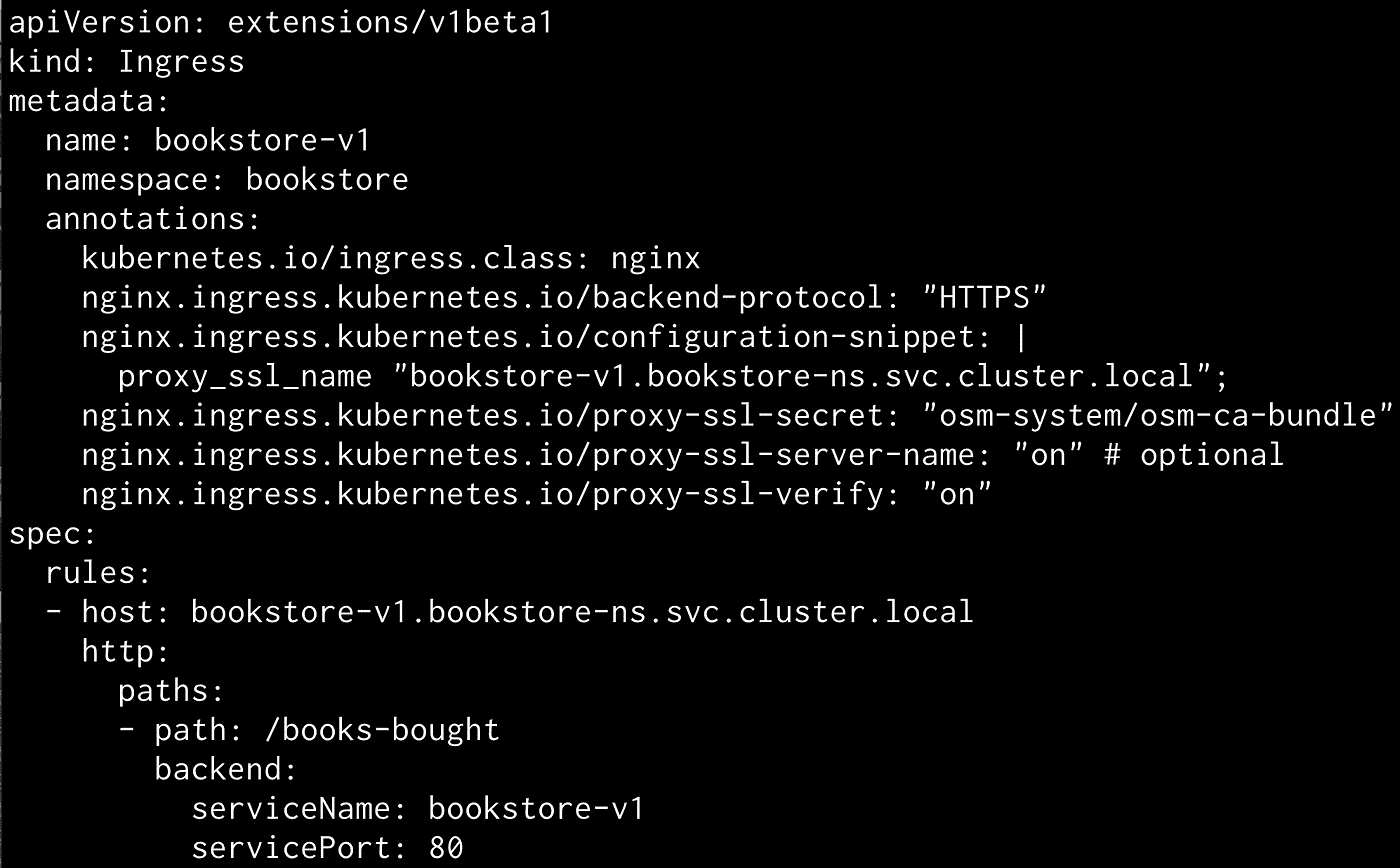 apiVersion: extensions/v1beta1
kind: Ingress
metadata:
  name: bookstore-v1
  namespace: bookstore
  annotations:
    kubernetes.io/ingress.class: nginx
    nginx.ingress.kubernetes.io/backend-protocol: "HTTPS"
    nginx.ingress.kubernetes.io/configuration-snippet: |
      proxy_ssl_name "bookstore-v1.bookstore-ns.svc.cluster.local";
    nginx.ingress.kubernetes.io/proxy-ssl-secret: "osm-system/osm-ca-bundle"
    nginx.ingress.kubernetes.io/proxy-ssl-server-name: "on" # optional
    nginx.ingress.kubernetes.io/proxy-ssl-verify: "on"
spec:
  rules:
  - host: bookstore-v1.bookstore-ns.svc.cluster.local
    http:
      paths:
      - path: /books-bought
        backend:
          serviceName: bookstore-v1
          servicePort: 80